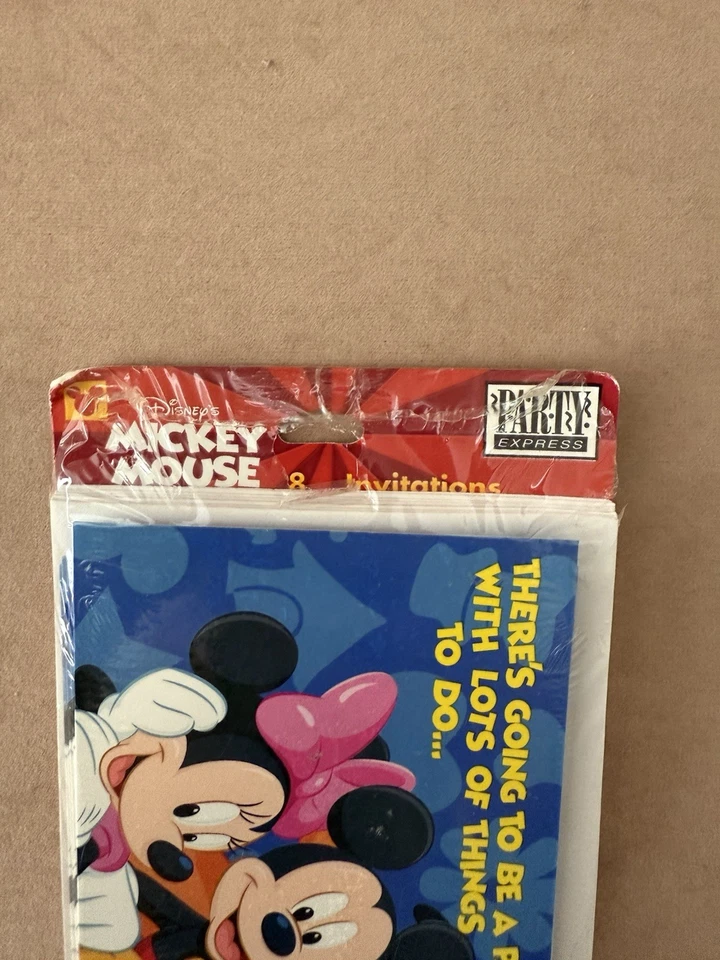 DISNEY'S
MICKEY
MOUSE
8 Invitations
PARTY
EXPRESS
THERE'S GOING TO BE A
WITH LOTS OF THINGS
TO DO...